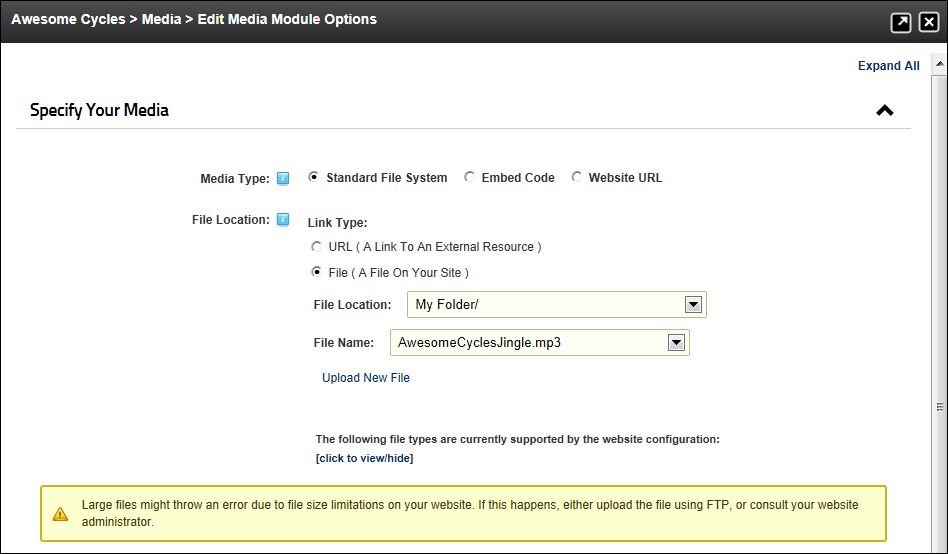 Awesome Cycles > Media > Edit Media Module Options
Expand All
Specify Your Media
Media Type: Standard File System Embed Code Website URL
File Location: Link Type:
URL ( A Link To An External Resource )
File ( A File On Your Site )
File Location: My Folder/
File Name: AwesomeCyclesJingle.mp3
Upload New File
The following file types are currently supported by the website configuration:
[click to view/hide]
Large files might throw an error due to file size limitations on your website. If this happens, either upload the file using FTP, or consult your website
administrator.